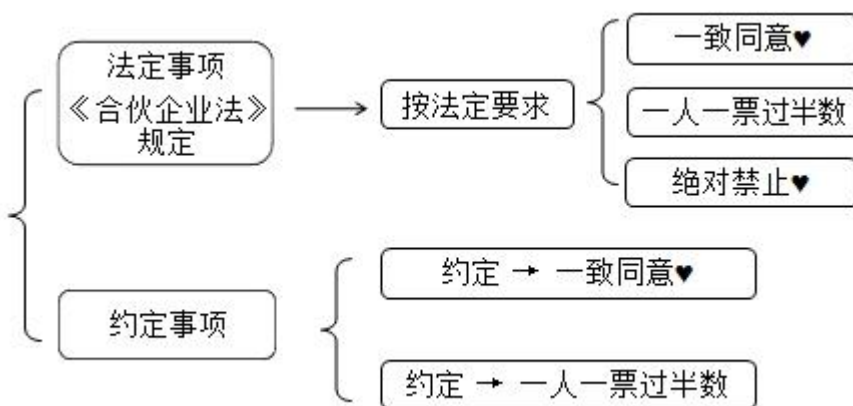 法定事项
《合伙企业法》
规定
按法定要求
一致同意♥
一人一票过半数
绝对禁止♥
约定事项
约定 → 一致同意♥
约定 → 一人一票过半数